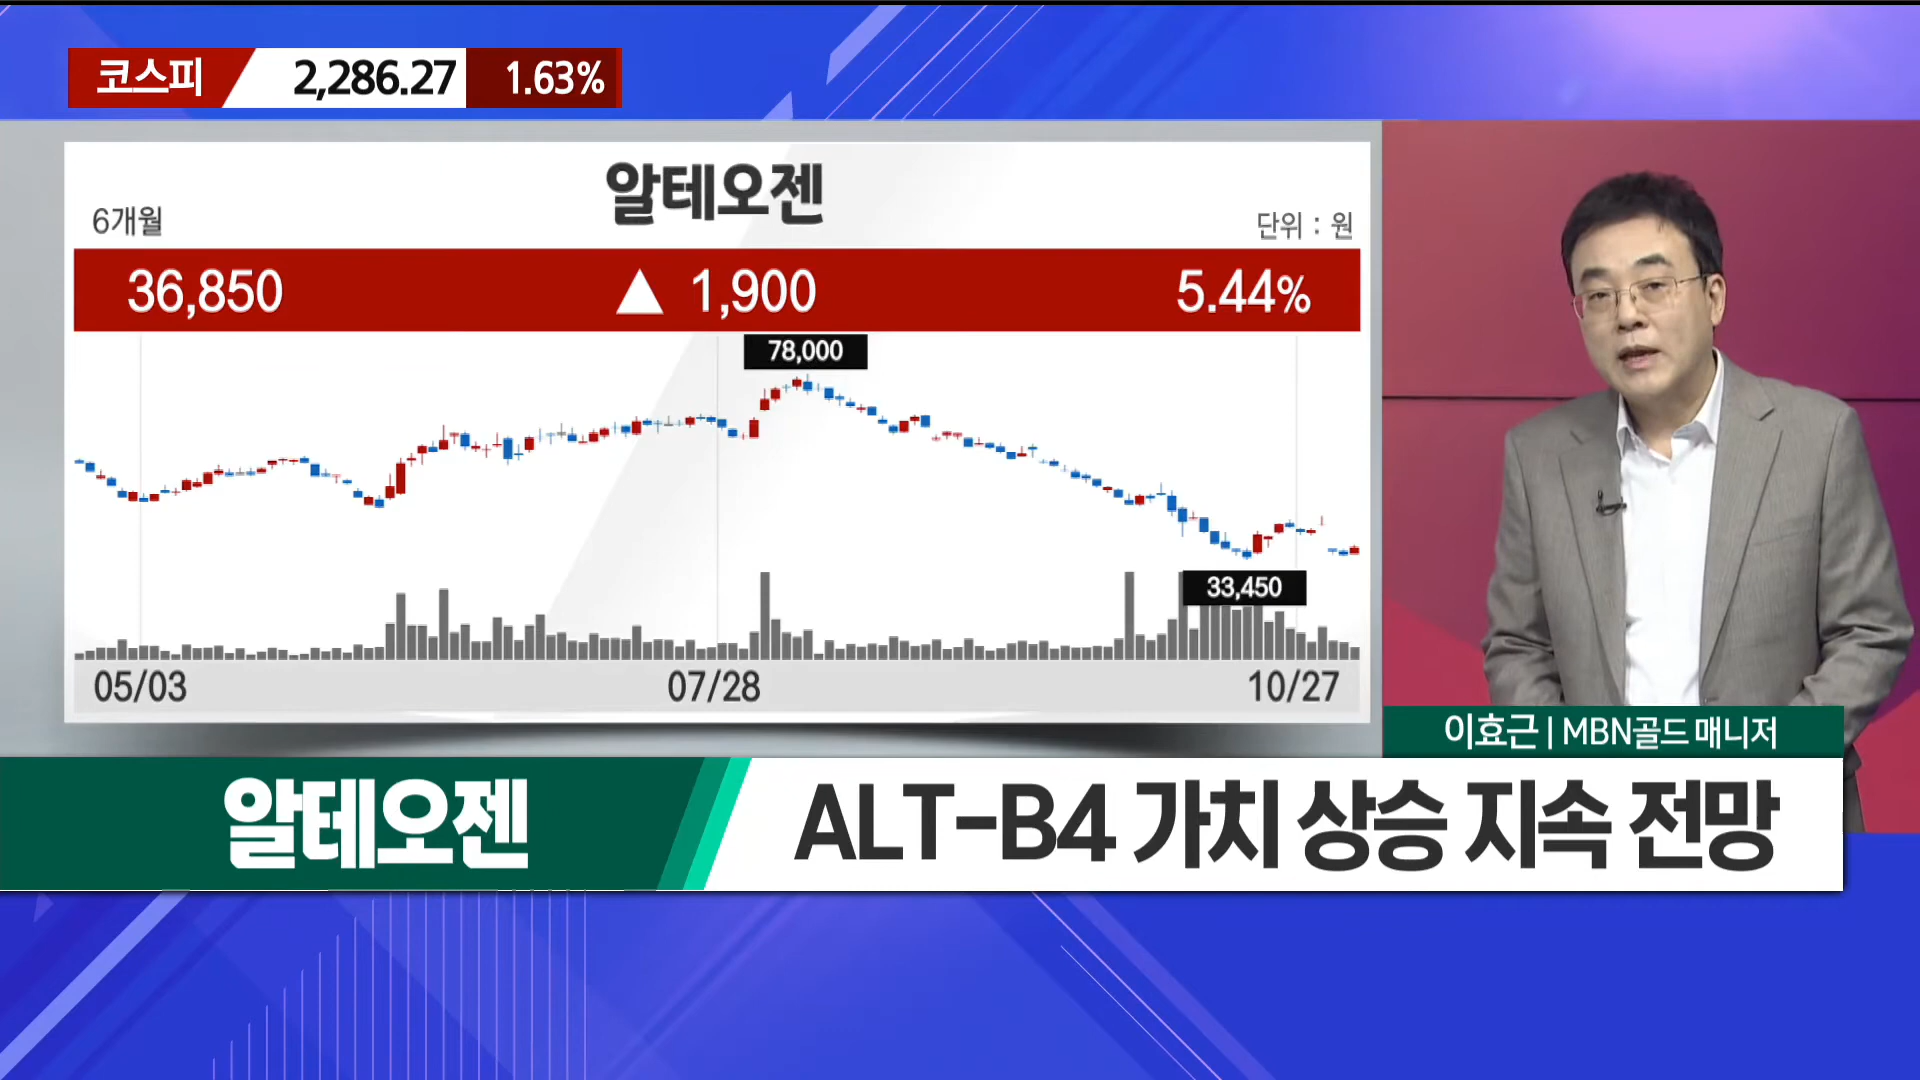 코스피 2,286.27 1.63%
알테오젠
6개월
단위 : 원
36,850 ▲ 1,900 5.44%
78,000
33,450
05/03 07/28 10/27
이효근 | MBN골드 매니저
알테오젠 ALT-B4 가치 상승 지속 전망